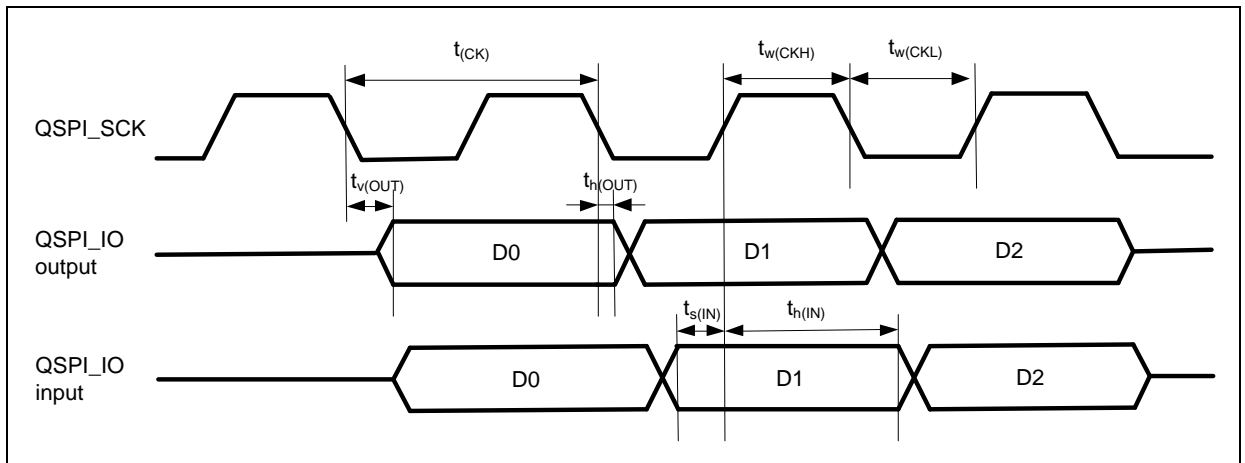 t(CK)
tw(CKH)
tw(CKL)
QSPI_SCK
tv(OUT)
th(OUT)
QSPI_IO
output
D0
D1
D2
ts(IN)
th(IN)
QSPI_IO
input
D0
D1
D2